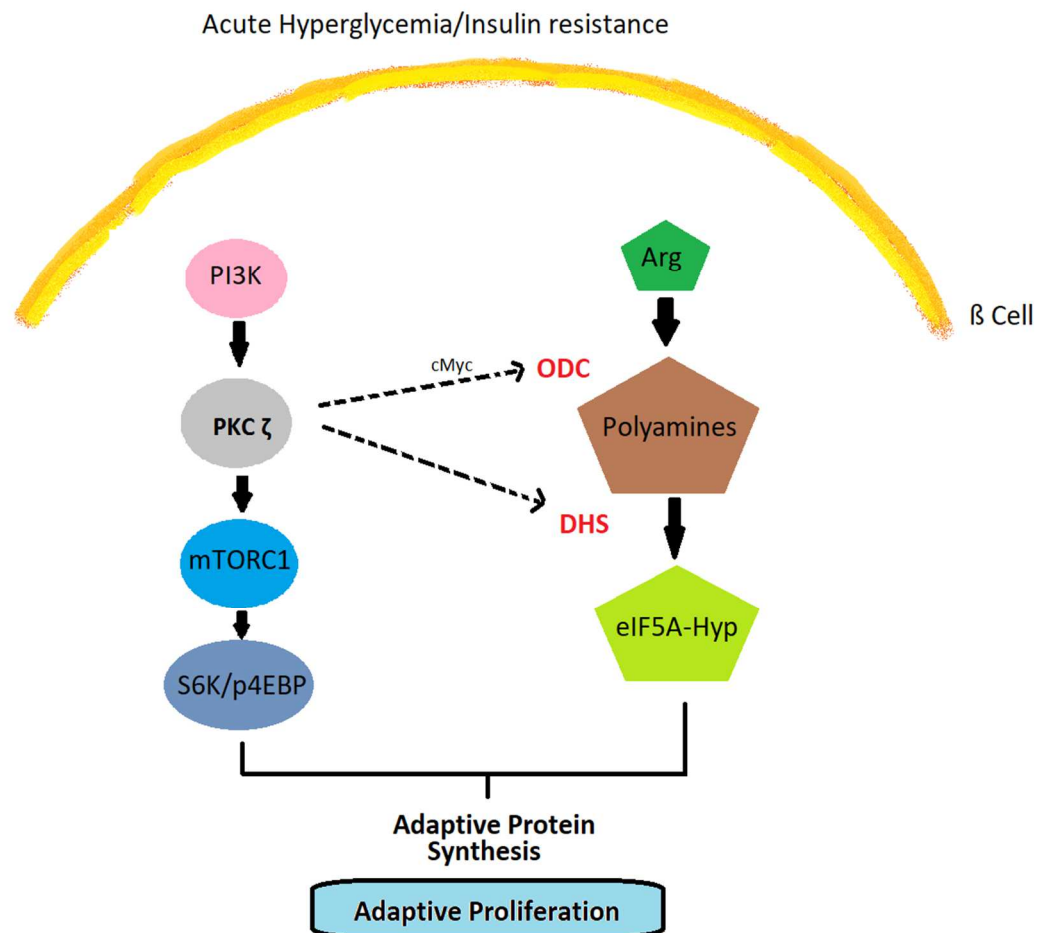 Acute Hyperglycemia/Insulin resistance
PI3K
Arg
ß Cell
cMyc
ODC
PKC ζ
Polyamines
DHS
mTORC1
eIF5A-Hyp
S6K/p4EBP
Adaptive Protein
Synthesis
Adaptive Proliferation